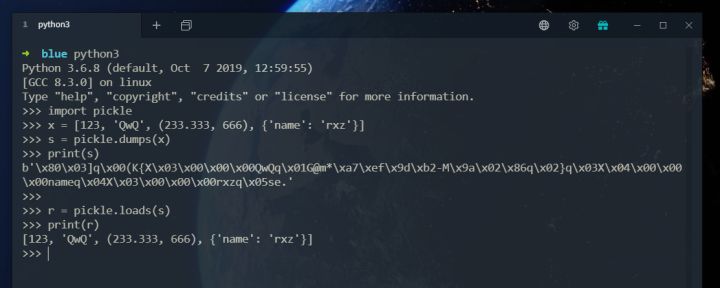 1 python3
➜ blue python3
Python 3.6.8 (default, Oct  7 2019, 12:59:55)
[GCC 8.3.0] on linux
Type "help", "copyright", "credits" or "license" for more information.
>>> import pickle
>>> x = [123, 'QwQ', (233.333, 666), {'name': 'rxz'}]
>>> s = pickle.dumps(x)
>>> print(s)
b'\x80\x03]q\x00(K{X\x03\x00\x00\x00QwQq\x01G@m*\xa7\xef\x9d\xb2-M\x9a\x02\x86q\x02}q\x03X\x04\x00\x00
\x00nameq\x04X\x03\x00\x00\x00rxzq\x05se.'
>>>
>>> r = pickle.loads(s)
>>> print(r)
[123, 'QwQ', (233.333, 666), {'name': 'rxz'}]
>>>